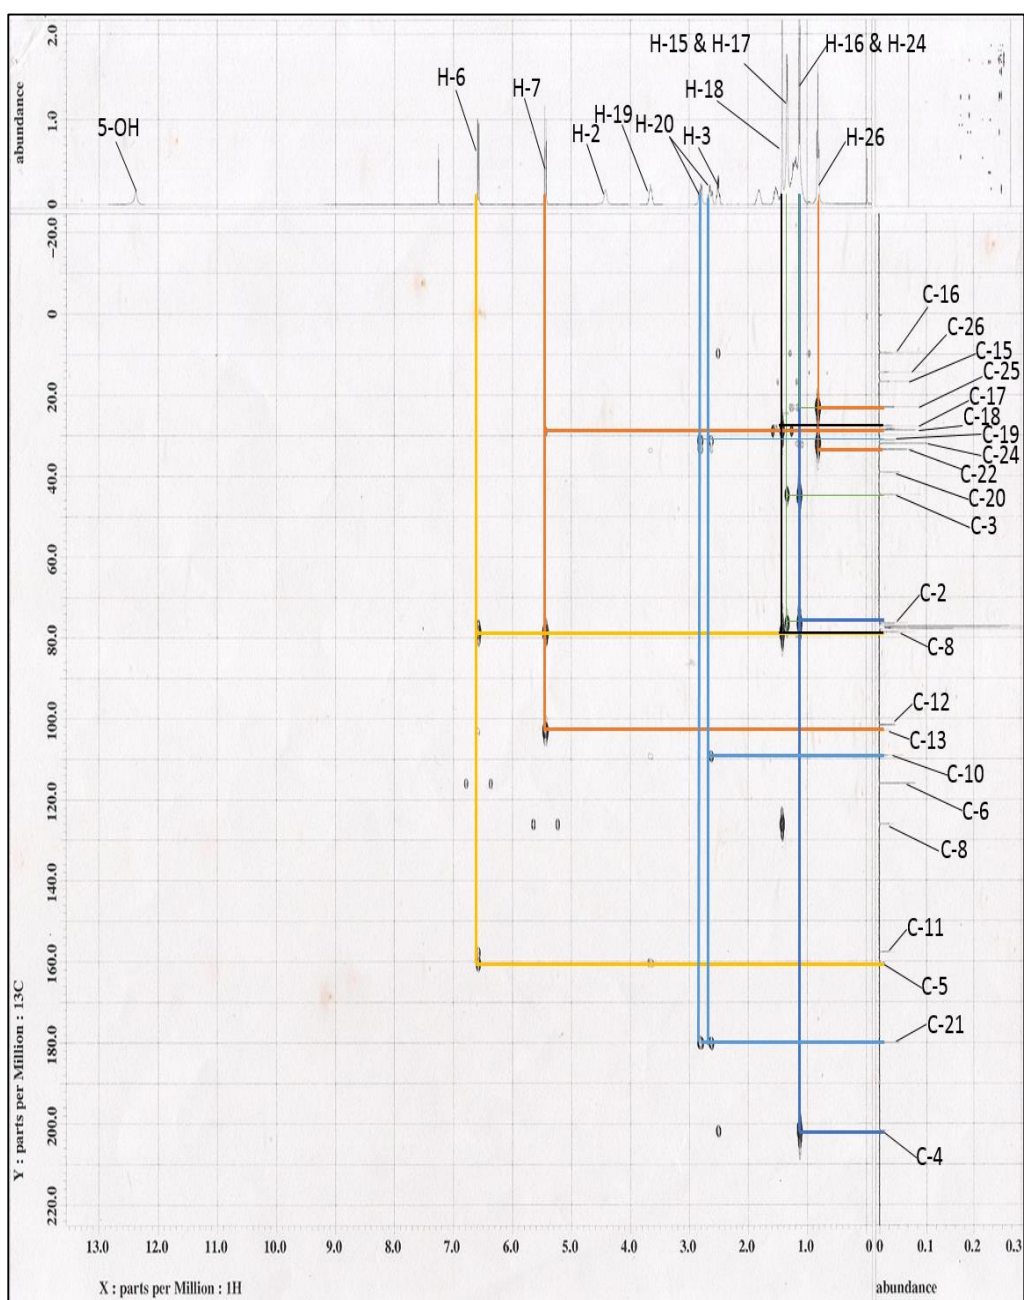 2.0
H-15 & H-17
H-16 & H-24
H-6
H-7
H-18
abundance
5-OH
1.0
H-19
H-2
H-20
H-3
H-26
0
-20.0
0
20.0
40.0
60.0
80.0
100.0
120.0
140.0
160.0
180.0
200.0
220.0
C-16
C-26
C-15
C-25
C-17
C-18
C-19
C-24
C-22
C-20
C-3
C-2
C-8
C-12
C-13
C-10
C-6
C-8
C-11
C-5
C-21
C-4
Y : parts per Million : 13C
13.0 12.0 11.0 10.0 9.0 8.0 7.0 6.0 5.0 4.0 3.0 2.0 1.0 0 0 0.1 0.2 0.3
X : parts per Million : 1H
abundance